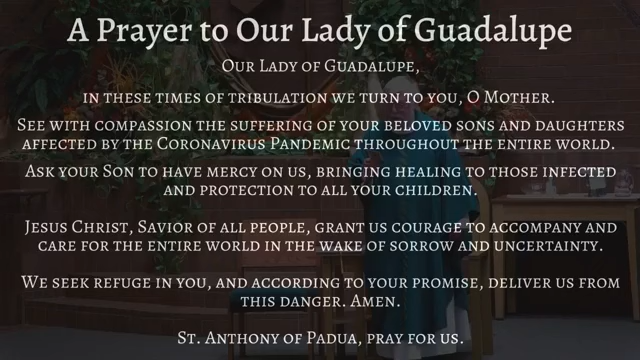 A Prayer to Our Lady of Guadalupe
Our Lady of Guadalupe,
in these times of tribulation we turn to you, O Mother.
See with compassion the suffering of your beloved sons and daughters
affected by the Coronavirus Pandemic throughout the entire world.
Ask your Son to have mercy on us, bringing healing to those infected
and protection to all your children.
Jesus Christ, Savior of all people, grant us courage to accompany and
care for the entire world in the wake of sorrow and uncertainty.
We seek refuge in you, and according to your promise, deliver us from
this danger. Amen.
St. Anthony of Padua, pray for us.